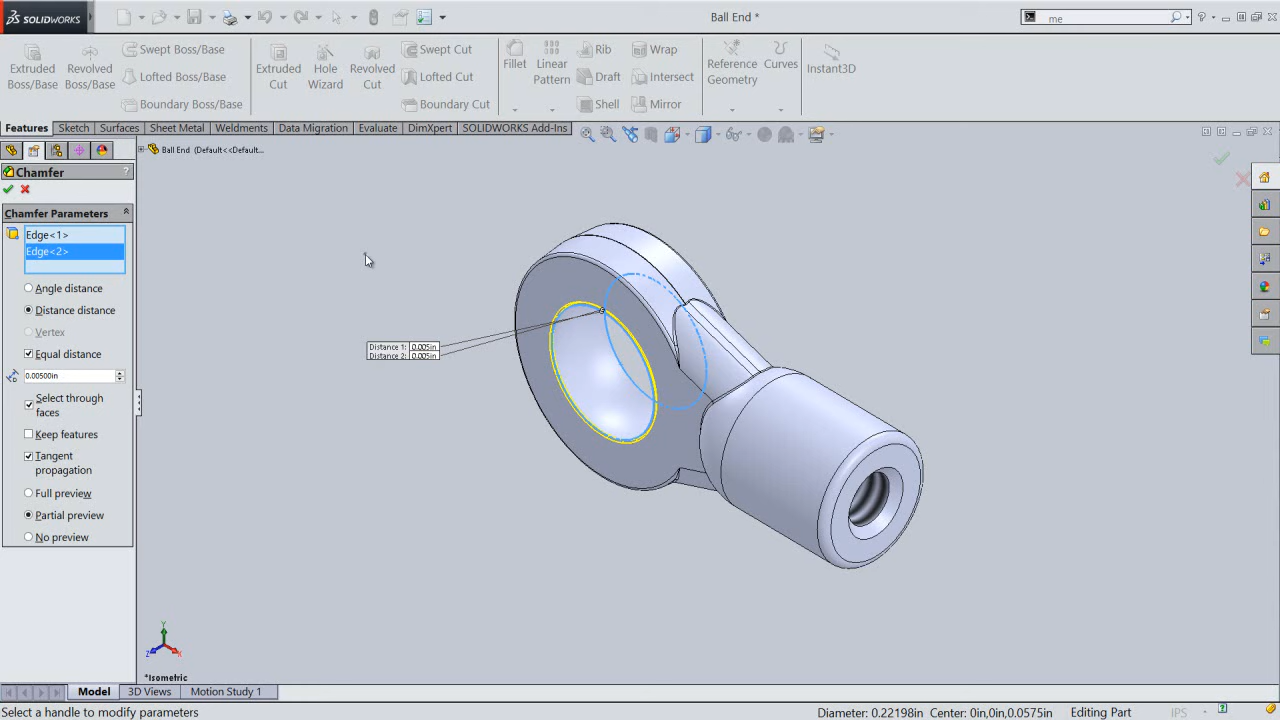 SOLIDWORKS
Ball End *
me
Extruded Boss/Base
Revolved Boss/Base
Swept Boss/Base
Lofted Boss/Base
Boundary Boss/Base
Extruded Cut
Hole Wizard
Revolved Cut
Swept Cut
Lofted Cut
Boundary Cut
Fillet
Linear Pattern
Rib
Draft
Shell
Wrap
Intersect
Mirror
Reference Geometry
Curves
Instant3D
Features
Sketch
Surfaces
Sheet Metal
Weldments
Data Migration
Evaluate
DimXpert
SOLIDWORKS Add-Ins
Ball End (Default<<Default...
Chamfer
?
Chamfer Parameters
Edge<1>
Edge<2>
Angle distance
Distance distance
Vertex
Equal distance
0.00500in
Select through
faces
Keep features
Tangent
propagation
Full preview
Partial preview
No preview
Distance 1: 0.005in
Distance 2: 0.005in
Y
Z
X
*Isometric
Model
3D Views
Motion Study 1
Select a handle to modify parameters
Diameter: 0.22198in Center: 0in,0in,0.0575in
Editing Part
IPS